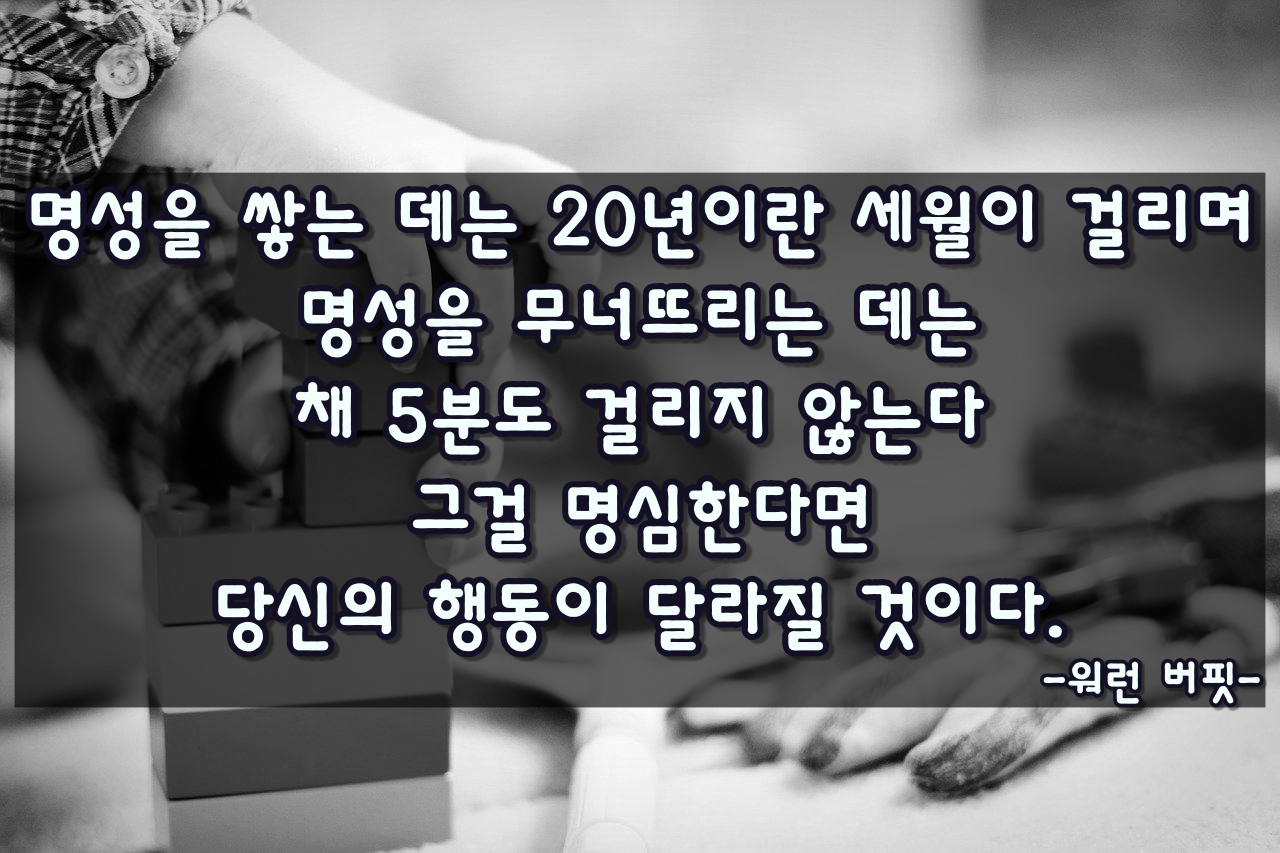 명성을 쌓는 데는 20년이란 세월이 걸리며
명성을 무너뜨리는 데는
채 5분도 걸리지 않는다
그걸 명심한다면
당신의 행동이 달라질 것이다.
-워런 버핏-